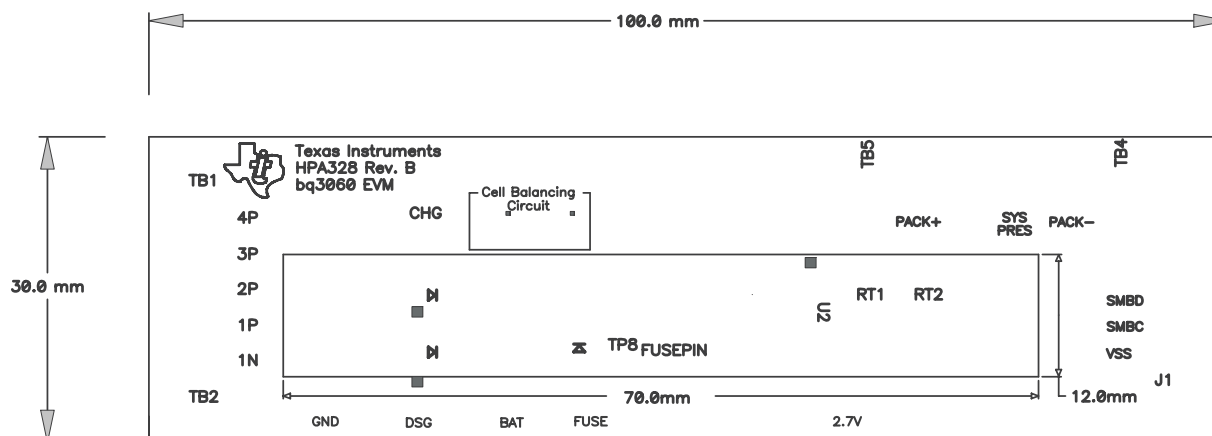 100.0 mm
Texas Instruments
HPA328 Rev. B
bq3060 EVM
TB1
TB5
TB4
Cell Balancing
Circuit
4P
CHG
PACK+
SYS
PRES
PACK-
3P
30.0 mm
2P
RT1
RT2
SMBD
U2
1P
SMBC
TP8
FUSEPIN
1N
VSS
J1
TB2
70.0mm
12.0mm
GND
DSG
BAT
FUSE
2.7V